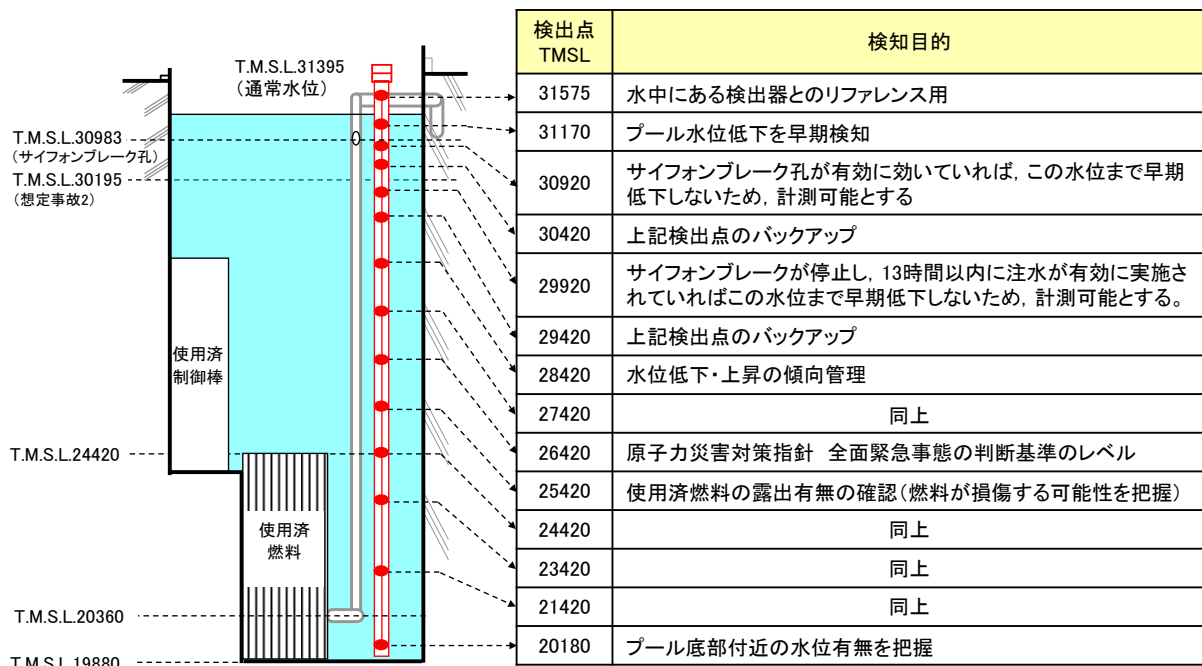 T.M.S.L.31395
(通常水位)
T.M.S.L.30983
(サイフォンブレーク孔)
T.M.S.L.30195
(想定事故2)
使用済
制御棒
T.M.S.L.24420
使用済
燃料
T.M.S.L.20360
T.M.S.L.19880
検出点
TMSL
検知目的
31575 水中にある検出器とのリファレンス用
31170 プール水位低下を早期検知
30920 サイフォンブレーク孔が有効に効いていれば, この水位まで早期
低下しないため, 計測可能とする
30420 上記検出点のバックアップ
29920 サイフォンブレークが停止し, 13時間以内に注水が有効に実施さ
れていればこの水位まで早期低下しないため, 計測可能とする。
29420 上記検出点のバックアップ
28420 水位低下・上昇の傾向管理
27420 同上
26420 原子力災害対策指針 全面緊急事態の判断基準のレベル
25420 使用済燃料の露出有無の確認(燃料が損傷する可能性を把握)
24420 同上
23420 同上
21420 同上
20180 プール底部付近の水位有無を把握